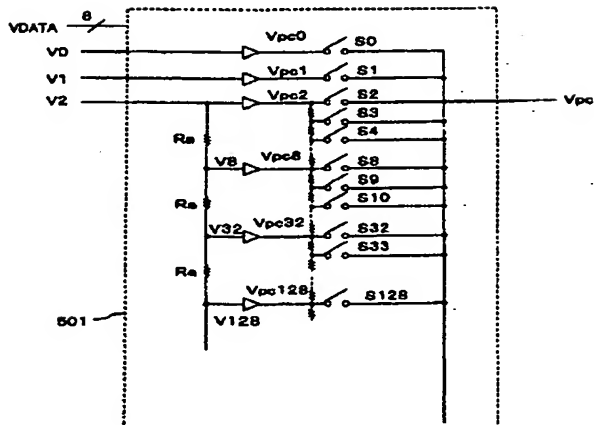 VDATA 8
V0 Vpc0 S0
V1 Vpc1 S1
V2 Vpc2 S2 Vpc
S3
S4
Ra
V8 Vpc8 S8
S9
Ra S10
V32 Vpc32 S32
S33
Ra
Vpc128 S128
501 V128